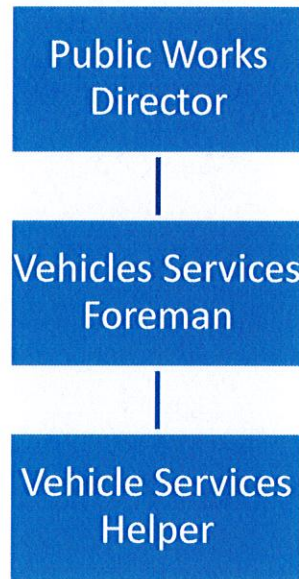 Public Works
Director
Vehicles Services
Foreman
Vehicle Services
Helper